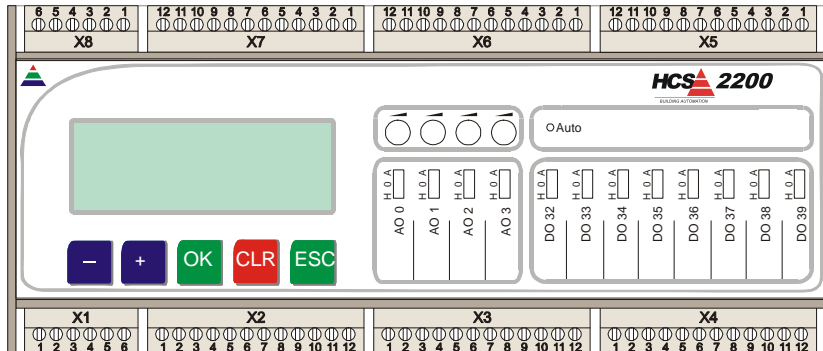 6 5 4 3 2 1 12 11 10 9 8 7 6 5 4 3 2 1 12 11 10 9 8 7 6 5 4 3 2 1 12 11 10 9 8 7 6 5 4 3 2 1
X8 X7 X6 X5
HCS 2200
BUILDING AUTOMATION
Auto
H 0 A H 0 A H 0 A H 0 A H 0 A H 0 A H 0 A H 0 A H 0 A H 0 A H 0 A H 0 A
AO 0 AO 1 AO 2 AO 3 DO 32 DO 33 DO 34 DO 35 DO 36 DO 37 DO 38 DO 39
– + OK CLR ESC
X1 X2 X3 X4
1 2 3 4 5 6 1 2 3 4 5 6 7 8 9 10 11 12 1 2 3 4 5 6 7 8 9 10 11 12 1 2 3 4 5 6 7 8 9 10 11 12